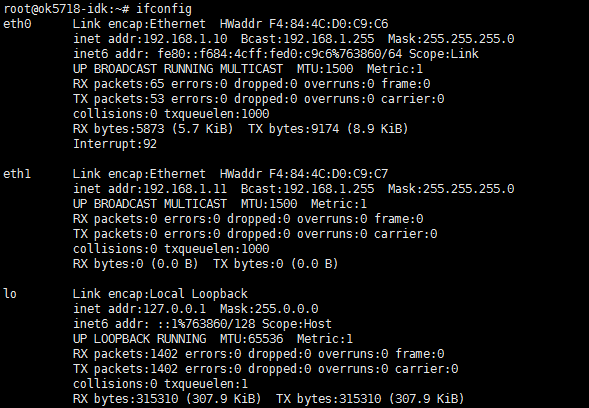 root@ok5718-idk:~# ifconfig
eth0      Link encap:Ethernet  HWaddr F4:84:4C:D0:C9:C6
          inet addr:192.168.1.10  Bcast:192.168.1.255  Mask:255.255.255.0
          inet6 addr: fe80::f684:4cff:fed0:c9c6%763860/64 Scope:Link
          UP BROADCAST RUNNING MULTICAST  MTU:1500  Metric:1
          RX packets:65 errors:0 dropped:0 overruns:0 frame:0
          TX packets:53 errors:0 dropped:0 overruns:0 carrier:0
          collisions:0 txqueuelen:1000
          RX bytes:5873 (5.7 KiB)  TX bytes:9174 (8.9 KiB)
          Interrupt:92

eth1      Link encap:Ethernet  HWaddr F4:84:4C:D0:C9:C7
          inet addr:192.168.1.11  Bcast:192.168.1.255  Mask:255.255.255.0
          UP BROADCAST MULTICAST  MTU:1500  Metric:1
          RX packets:0 errors:0 dropped:0 overruns:0 frame:0
          TX packets:0 errors:0 dropped:0 overruns:0 carrier:0
          collisions:0 txqueuelen:1000
          RX bytes:0 (0.0 B)  TX bytes:0 (0.0 B)

lo        Link encap:Local Loopback
          inet addr:127.0.0.1  Mask:255.0.0.0
          inet6 addr: ::1%763860/128 Scope:Host
          UP LOOPBACK RUNNING  MTU:65536  Metric:1
          RX packets:1402 errors:0 dropped:0 overruns:0 frame:0
          TX packets:1402 errors:0 dropped:0 overruns:0 carrier:0
          collisions:0 txqueuelen:1
          RX bytes:315310 (307.9 KiB)  TX bytes:315310 (307.9 KiB)